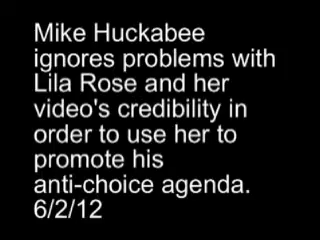 Mike Huckabee
ignores problems with
Lila Rose and her
video's credibility in
order to use her to
promote his
anti-choice agenda.
6/2/12